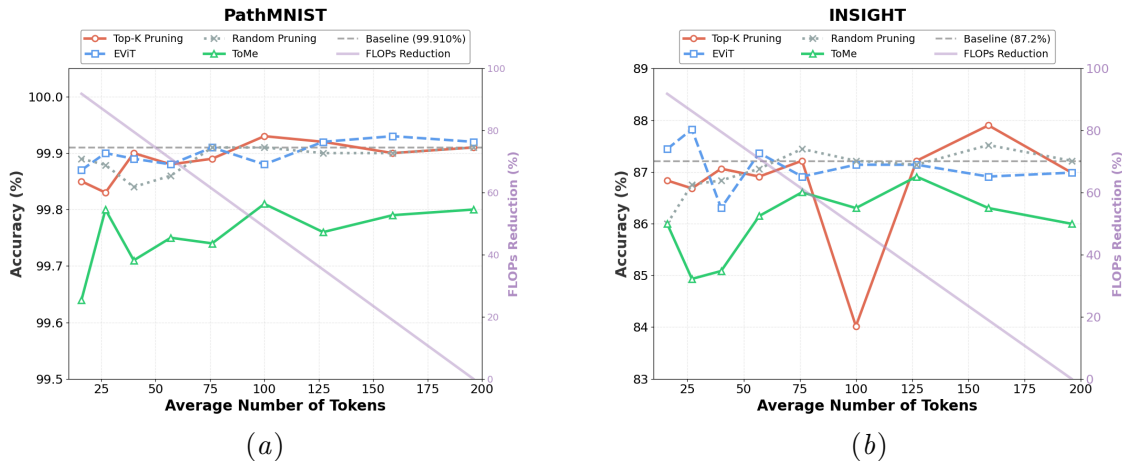 PathMNIST
Top-K Pruning
EViT
Random Pruning
ToMe
Baseline (99.910%)
FLOPs Reduction
Accuracy (%)
100.0
99.9
99.8
99.7
99.6
99.5
25
50
75
100
125
150
175
200
Average Number of Tokens
100
80
60
40
20
0
FLOPs Reduction (%)
(a)
INSIGHT
Top-K Pruning
EViT
Random Pruning
ToMe
Baseline (87.2%)
FLOPs Reduction
Accuracy (%)
89
88
87
86
85
84
83
25
50
75
100
125
150
175
200
Average Number of Tokens
100
80
60
40
20
0
FLOPs Reduction (%)
(b)